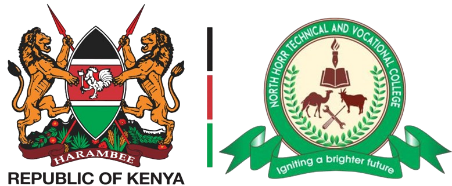 HARAMBEE
REPUBLIC OF KENYA
NORTH HORR TECHNICAL AND VOCATIONAL COLLEGE
Igniting a brighter future